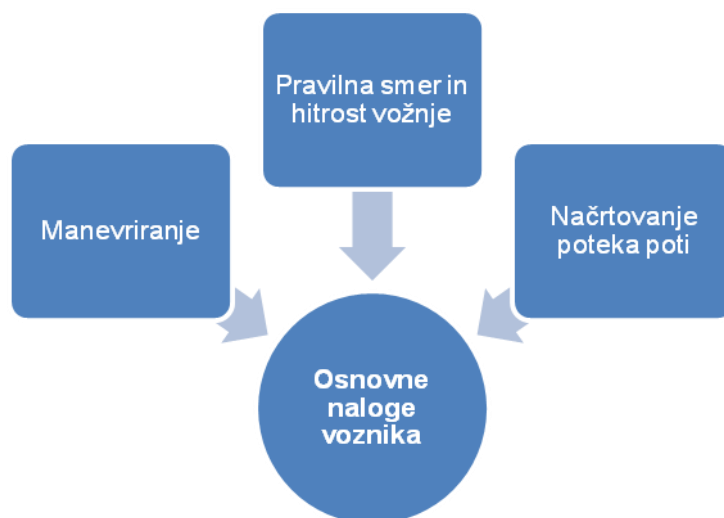 Pravilna smer in
hitrost vožnje
Manevriranje
Načrtovanje
poteka poti
Osnovne
naloge
voznika